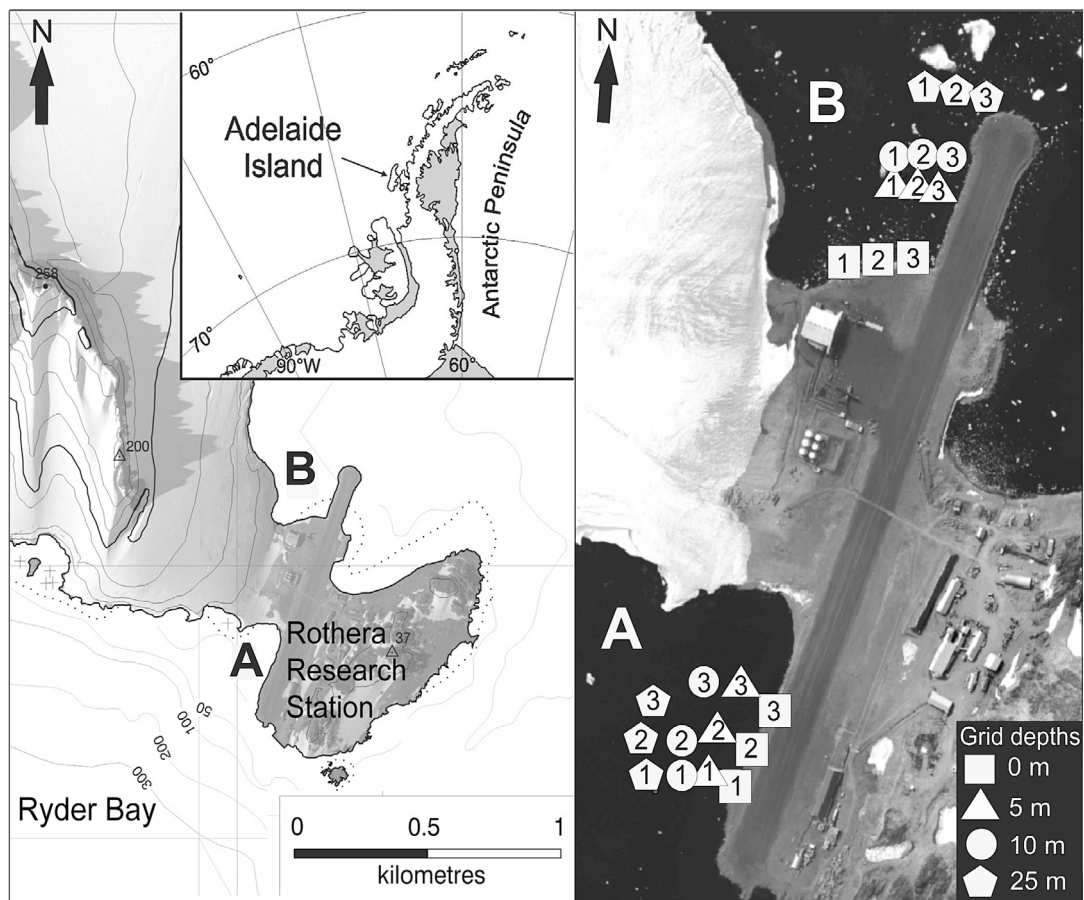 N
60°
Adelaide
Island
Antarctic Peninsula
70°
90°W
60°
258
200
B
A
Rothera
37
Research
Station
50
100
200
300
Ryder Bay
0 0.5 1
kilometres
N
B
1 2 3
1 2 3
1 2 3
1 2 3
A
3 3 3
2 2 2 2
1 1 1 1
3
Grid depths
0 m
5 m
10 m
25 m